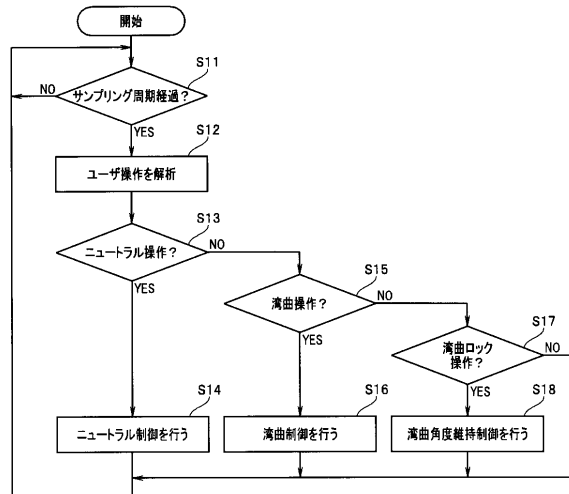 開始
S11
サンプリング周期経過？
NO
YES
S12
ユーザ操作を解析
S13
ニュートラル操作？
NO
YES
S15
湾曲操作？
NO
YES
S17
湾曲ロック
操作？
NO
YES
S14
ニュートラル制御を行う
S16
湾曲制御を行う
S18
湾曲角度維持制御を行う